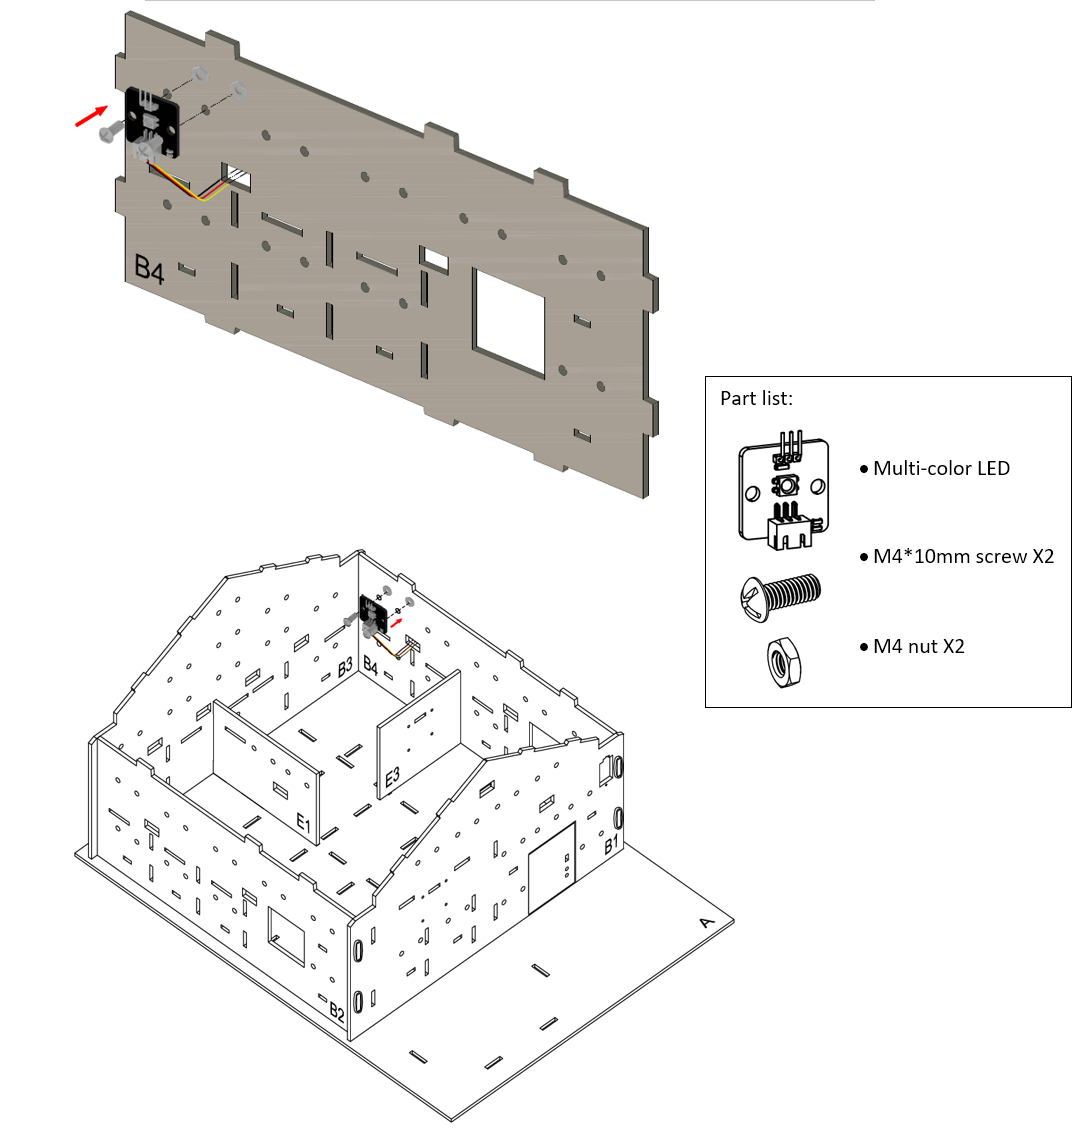 B4
Part list:
● Multi-color LED
● M4*10mm screw X2
● M4 nut X2
B3
B4
E3
E1
B1
A
B2